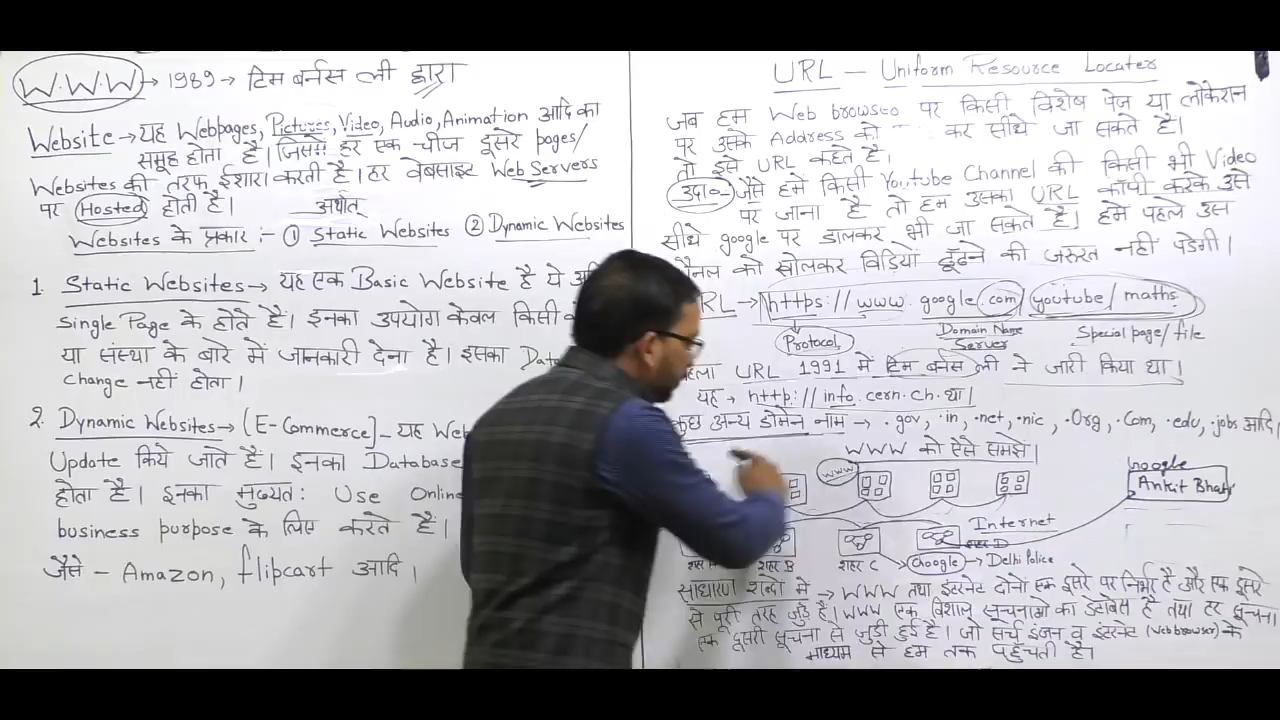 W.W.W → 1989 → टिम बर्नस ली द्वारा
Website → यह Webpages, Pictures, Video, Audio, Animation आदि का
समूह होता है। जिसमें हर एक चीज दूसरे pages/
Websites की तरफ ईशारा करती है। हर वेबसाइट Web Servers
पर Hosted होती है। अर्थात्
Websites के प्रकार :- ① Static Websites ② Dynamic Websites
1. Static Websites → यह एक Basic Website है ये
Single Page के होते हैं। इनका उपयोग केवल किसी
या संस्था के बारे में जानकारी देना है। इसका
Change नहीं होता।
2. Dynamic Websites → (E-Commerce) - यह
Update किये जाते हैं। इनका Database
होता है। इनका मुख्यतः Use Online
business purpose के लिए करते हैं।
जैसे - Amazon, flipcart आदि।
URL — Uniform Resource Locater
जब हम Web browser पर किसी विशेष पेज या लोकेशन
पर उसके Address को कर सीधे जा सकते हैं।
तो इसे URL कहते हैं।
उदा०- जैसे हमें किसी Youtube Channel की किसी भी Video
पर जाना है तो हम उसका URL कॉपी करके उसे
सीधे google पर डालकर भी जा सकते हैं। हमें पहले उस
को खोलकर विडियो ढूँढने की जरुरत नहीं पडेगी।
→ https://www.google.com/youtube/maths
Protocol Domain Name Special page/file
Server
URL 1991 में टिम बर्नस ली ने जारी किया था।
यह → http://info.cern.ch था।
अन्य डोमेन नाम → .gov, .in, .net, .nic, .Org, .Com, .edu, .jobs आदि
WWW को ऐसे समझें।
WWW
Google
Ankit Bhati
Internet
शहर B शहर C शहर D Google → Delhi Police
साधारण शब्दो में → WWW तथा इंटरनेट दोनों एक दूसरे पर निर्भर है और एक दूसरे
से पूरी तरह जुड़े हैं। WWW एक विशाल सूचनाओ का डेटाबेस है तथा हर सूचना
एक दूसरी सूचना से जुडी हुई है। जो सर्च इंजन व इंटरनेट (Web browser) के
माध्यम से हम तक पहुँचती है।